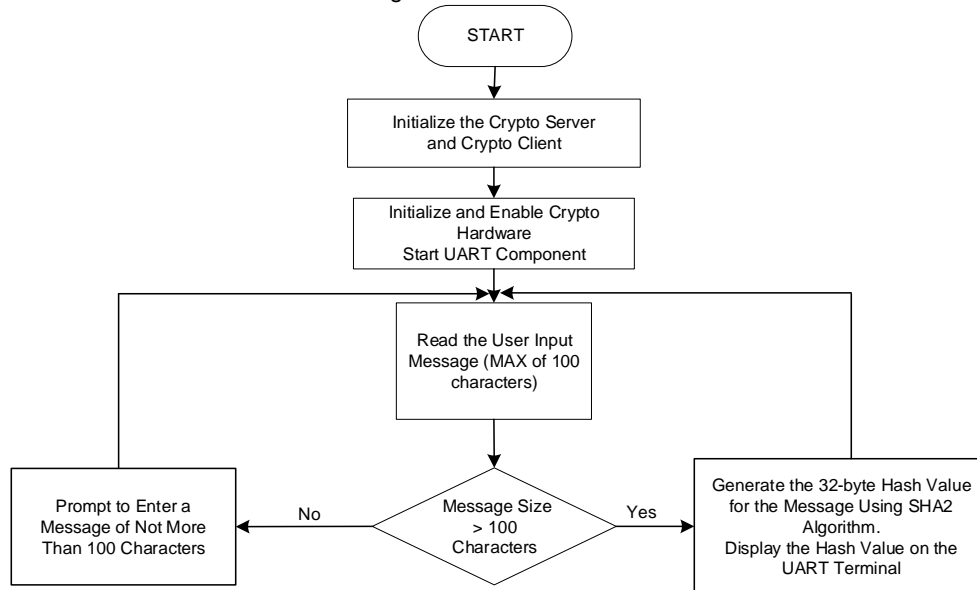 START
Initialize the Crypto Server
and Crypto Client
Initialize and Enable Crypto
Hardware
Start UART Component
Read the User Input
Message (MAX of 100
characters)
Prompt to Enter a
Message of Not More
Than 100 Characters
No
Message Size
> 100
Characters
Yes
Generate the 32-byte Hash Value
for the Message Using SHA2
Algorithm.
Display the Hash Value on the
UART Terminal